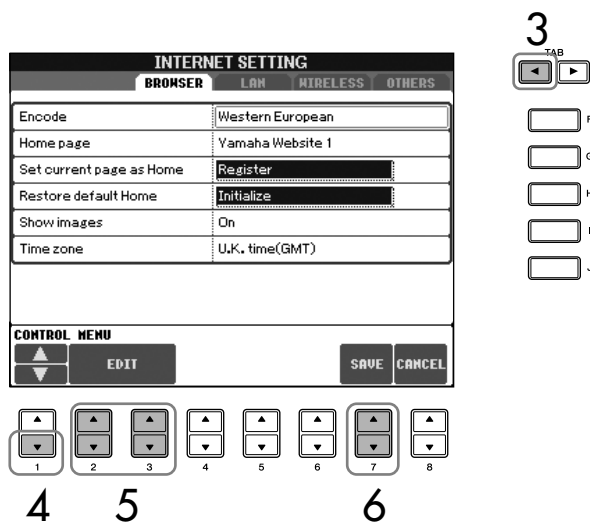 3
TAB
INTERNET SETTING
BROWSER LAN WIRELESS OTHERS
Encode Western European
Home page Yamaha Website 1
Set current page as Home Register
Restore default Home Initialize
Show images On
Time zone U.K. time(GMT)
CONTROL MENU
EDIT SAVE CANCEL
1 2 3 4 5 6 7 8
4 5 6